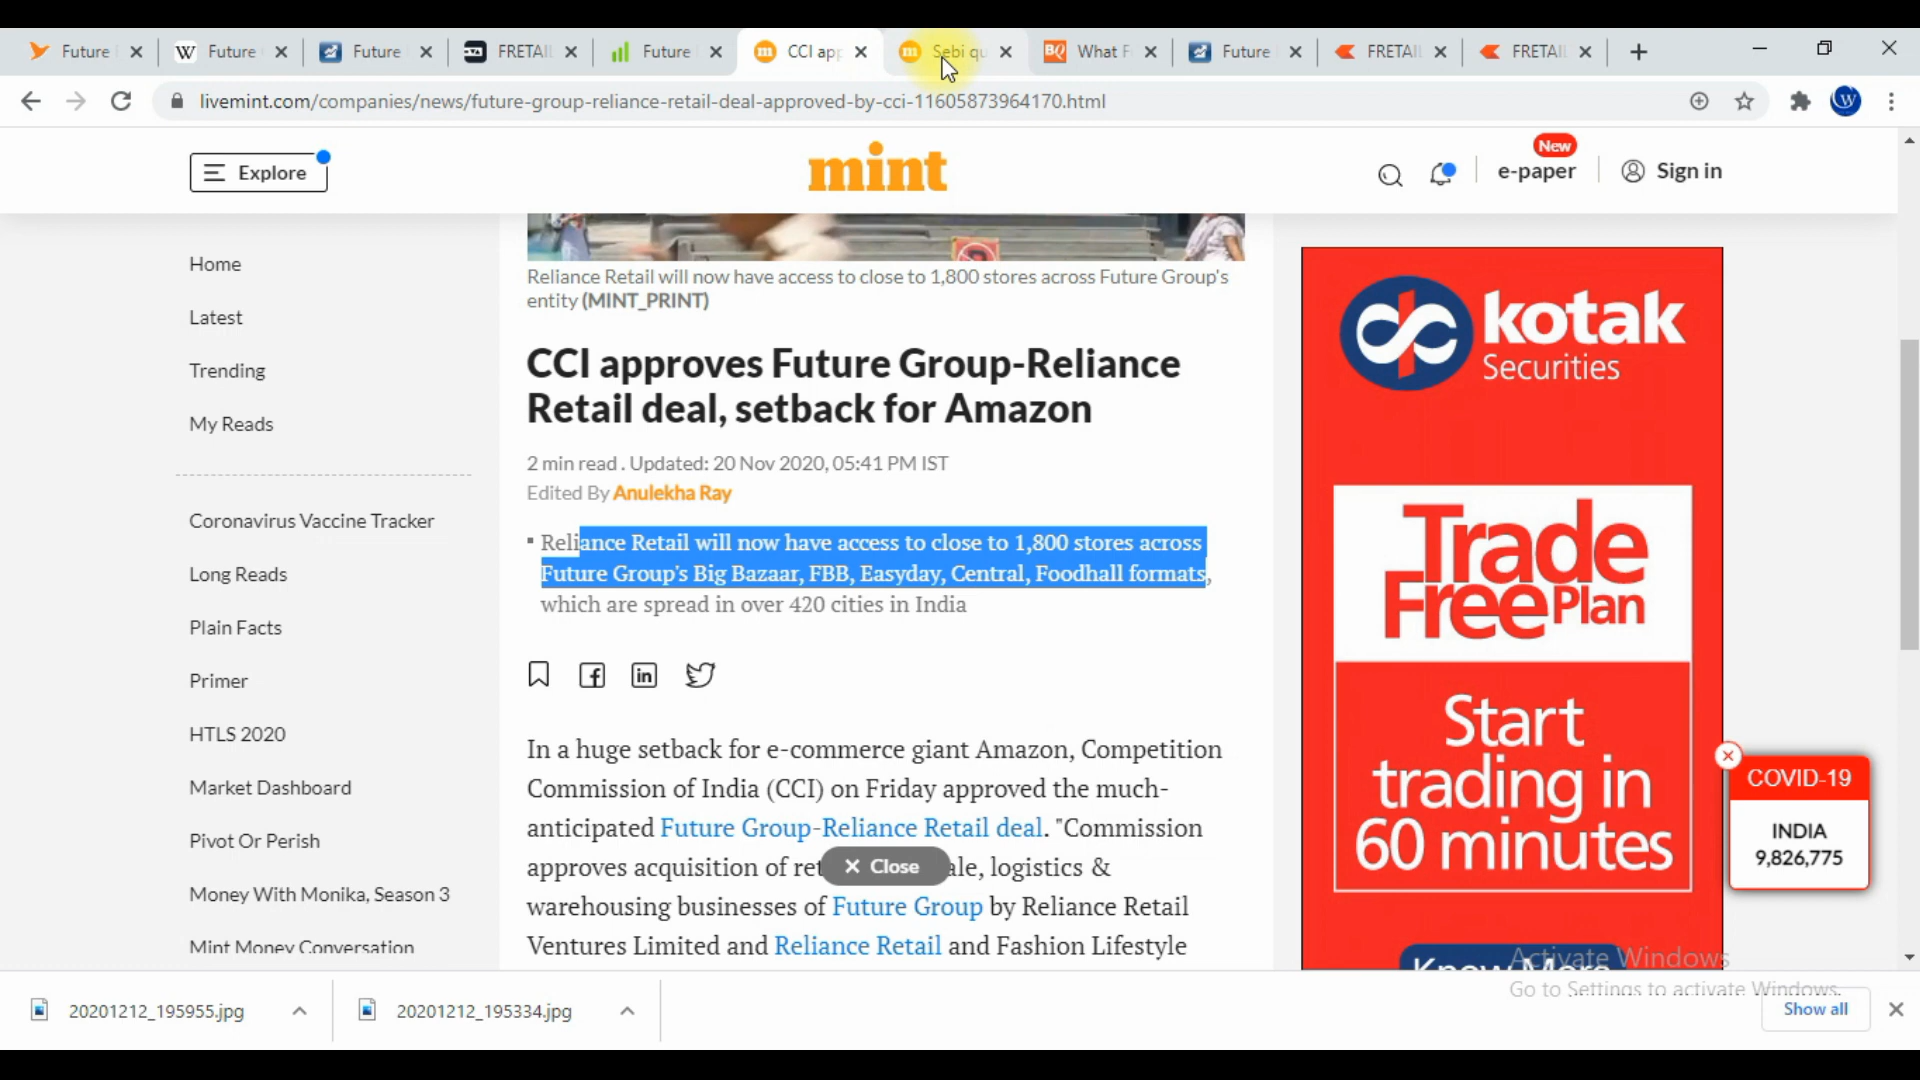 Future
Future
Future
FRETAIL
Future
CCI app
Sebi qu
What F
Future
FRETAIL
FRETAIL
livemint.com/companies/news/future-group-reliance-retail-deal-approved-by-cci-11605873964170.html
Explore
mint
New
e-paper
Sign in
Home
Latest
Trending
My Reads
Coronavirus Vaccine Tracker
Long Reads
Plain Facts
Primer
HTLS 2020
Market Dashboard
Pivot Or Perish
Money With Monika, Season 3
Mint Money Conversation
Reliance Retail will now have access to close to 1,800 stores across Future Group's
entity (MINT_PRINT)
CCI approves Future Group-Reliance
Retail deal, setback for Amazon
2 min read . Updated: 20 Nov 2020, 05:41 PM IST
Edited By Anulekha Ray
Reliance Retail will now have access to close to 1,800 stores across
Future Group's Big Bazaar, FBB, Easyday, Central, Foodhall formats,
which are spread in over 420 cities in India
In a huge setback for e-commerce giant Amazon, Competition
Commission of India (CCI) on Friday approved the much-
anticipated Future Group-Reliance Retail deal. "Commission
approves acquisition of ret ale, logistics &
Close
warehousing businesses of Future Group by Reliance Retail
Ventures Limited and Reliance Retail and Fashion Lifestyle
kotak
Securities
Trade
Free Plan
Start
trading in
60 minutes
Know More
COVID-19
INDIA
9,826,775
Activate Windows
Go to Settings to activate Windows.
20201212_195955.jpg
20201212_195334.jpg
Show all